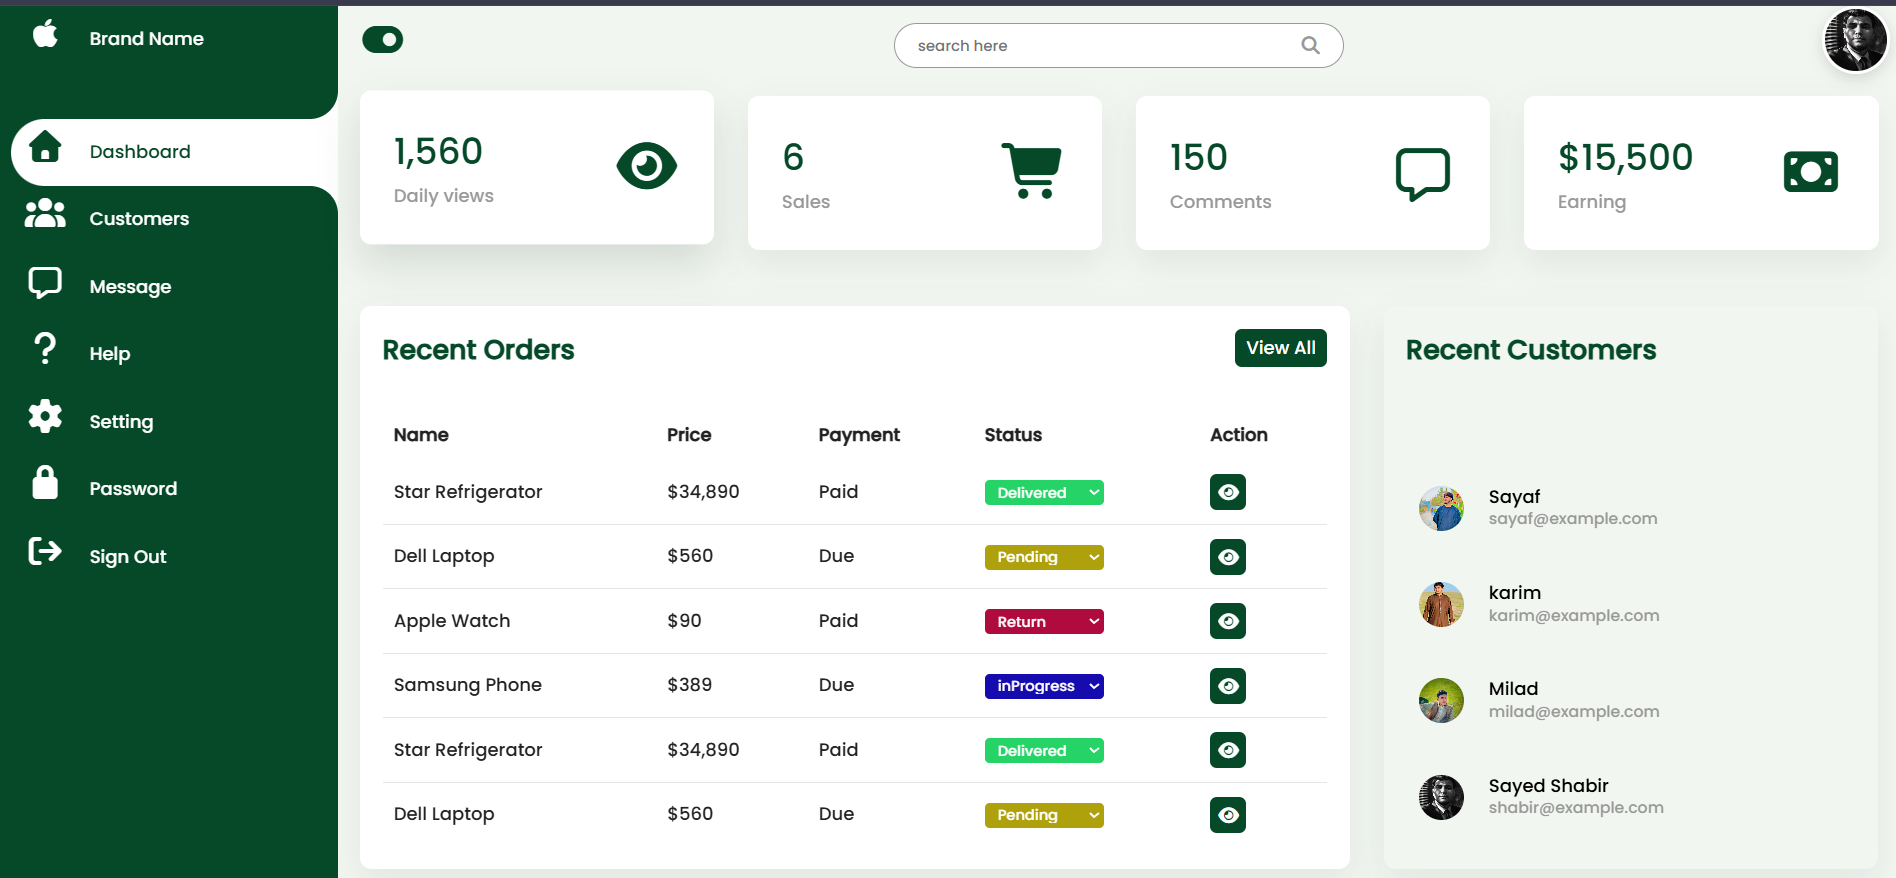 Brand Name
search here
Dashboard
Customers
Message
Help
Setting
Password
Sign Out
1,560
Daily views
6
Sales
150
Comments
$15,500
Earning
Recent Orders
View All
Name Price Payment Status Action
Star Refrigerator $34,890 Paid Delivered
Dell Laptop $560 Due Pending
Apple Watch $90 Paid Return
Samsung Phone $389 Due inProgress
Star Refrigerator $34,890 Paid Delivered
Dell Laptop $560 Due Pending
Recent Customers
Sayaf
sayaf@example.com
karim
karim@example.com
Milad
milad@example.com
Sayed Shabir
shabir@example.com